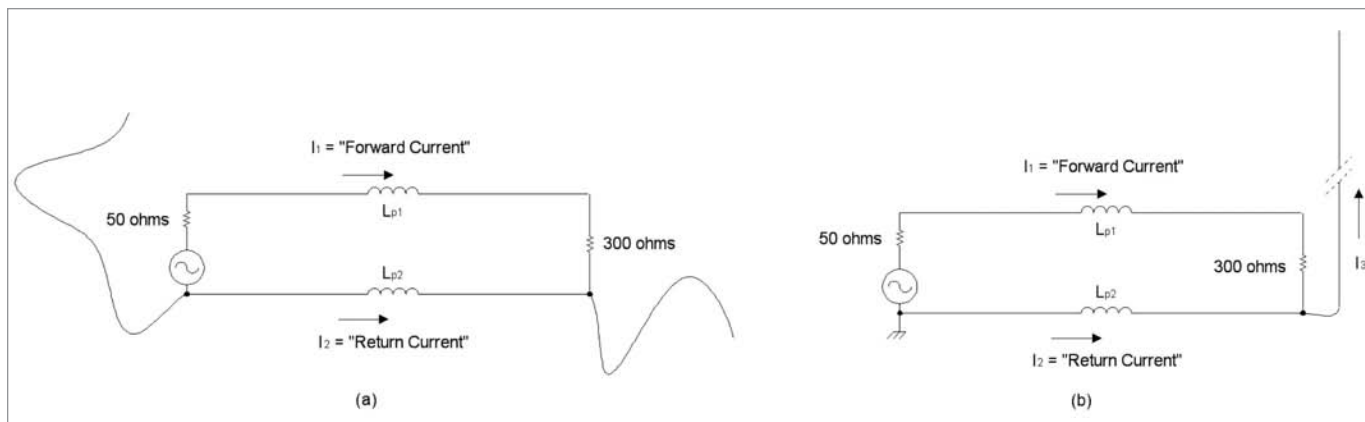 I₁ = "Forward Current"
Lp1
50 ohms
300 ohms
Lp2
I₂ = "Return Current"
(a)
I₁ = "Forward Current"
Lp1
50 ohms
300 ohms
I₃
Lp2
I₂ = "Return Current"
(b)